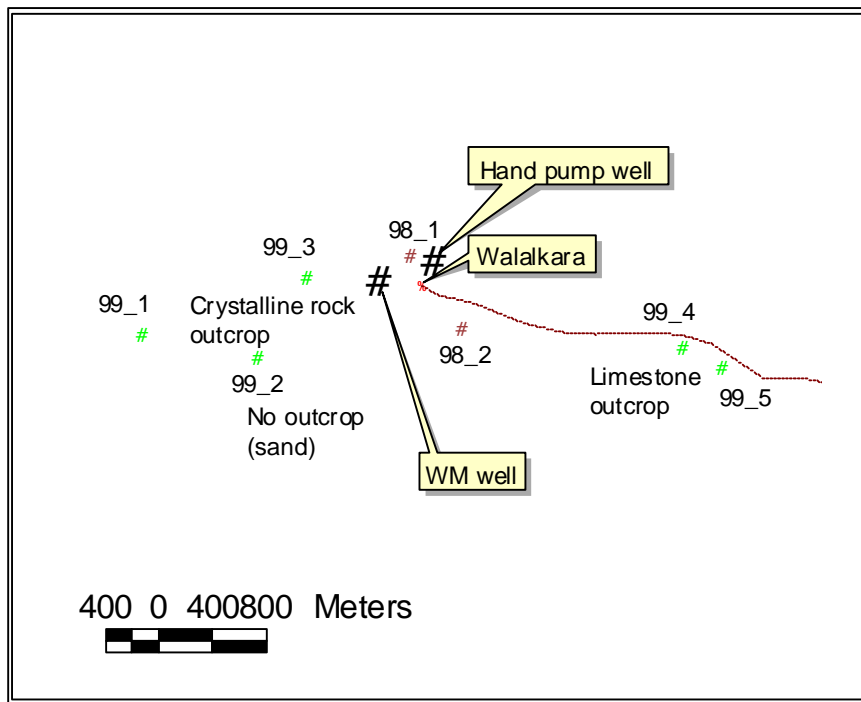 Hand pump well
98_1
99_3
Walalkara
#
#
#
#
%
99_1
Crystalline rock
outcrop
99_4
#
#
#
98_2
#
99_2
Limestone
outcrop
#
99_5
No outcrop
(sand)
WM well
400 0 400800 Meters